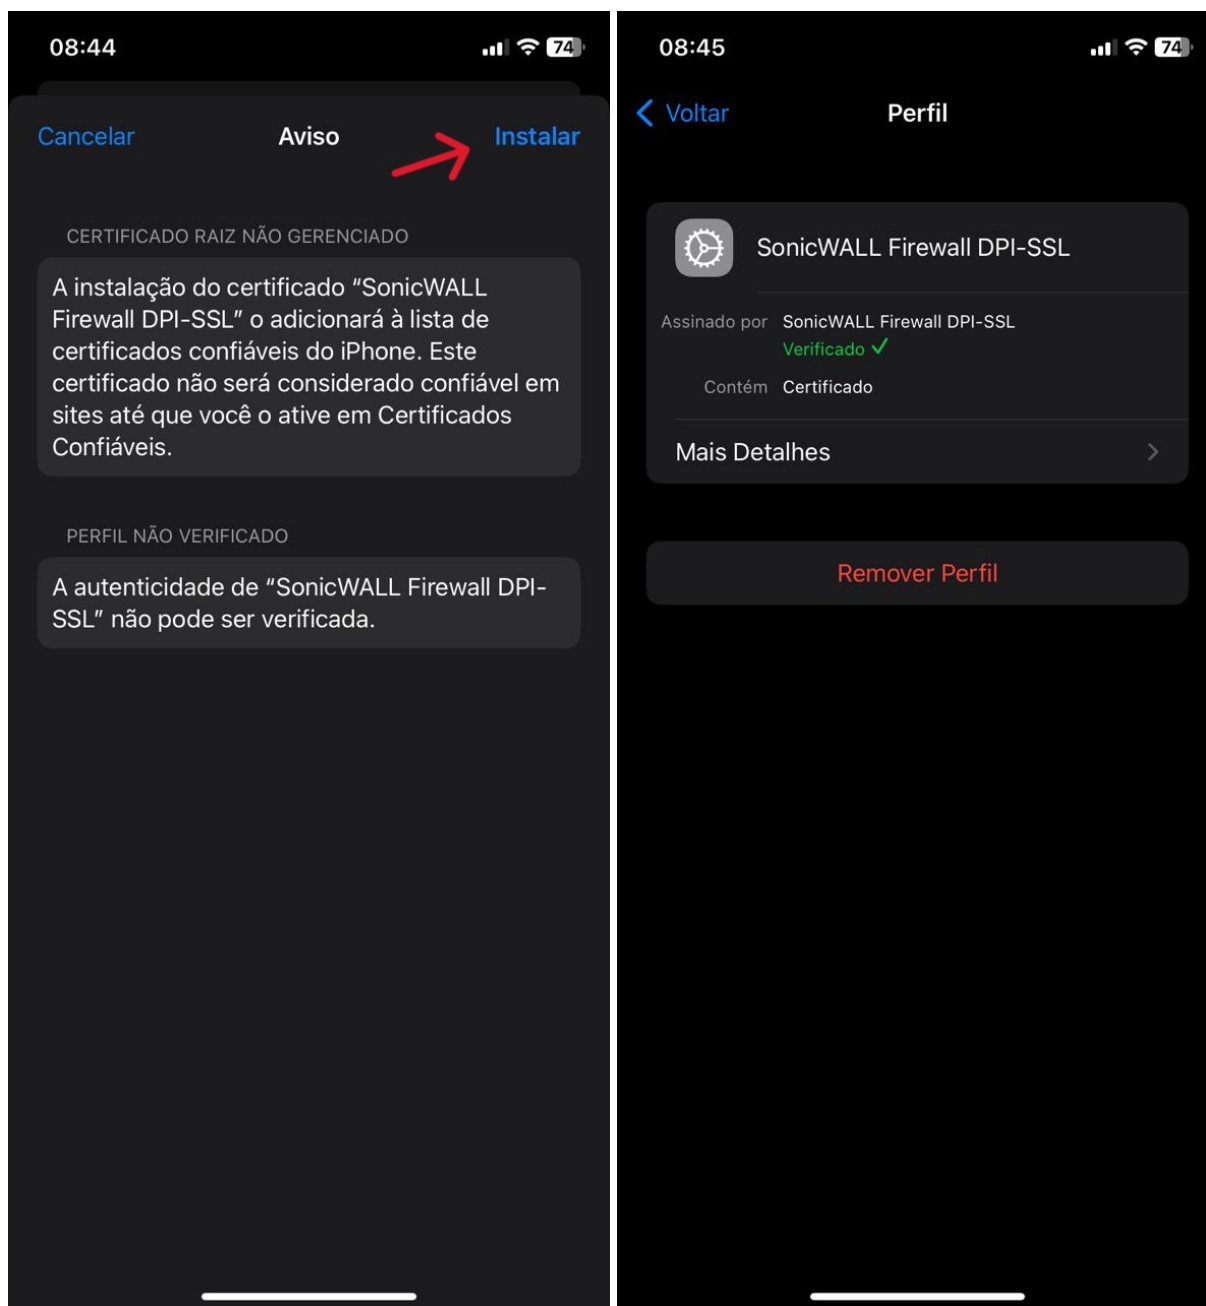 08:44
74
Cancelar
Aviso
Instalar
CERTIFICADO RAIZ NÃO GERENCIADO
A instalação do certificado “SonicWALL
Firewall DPI-SSL” o adicionará à lista de
certificados confiáveis do iPhone. Este
certificado não será considerado confiável em
sites até que você o ative em Certificados
Confiáveis.
PERFIL NÃO VERIFICADO
A autenticidade de “SonicWALL Firewall DPI-
SSL” não pode ser verificada.
08:45
74
Voltar
Perfil
SonicWALL Firewall DPI-SSL
Assinado por SonicWALL Firewall DPI-SSL
Verificado
Contém Certificado
Mais Detalhes
Remover Perfil